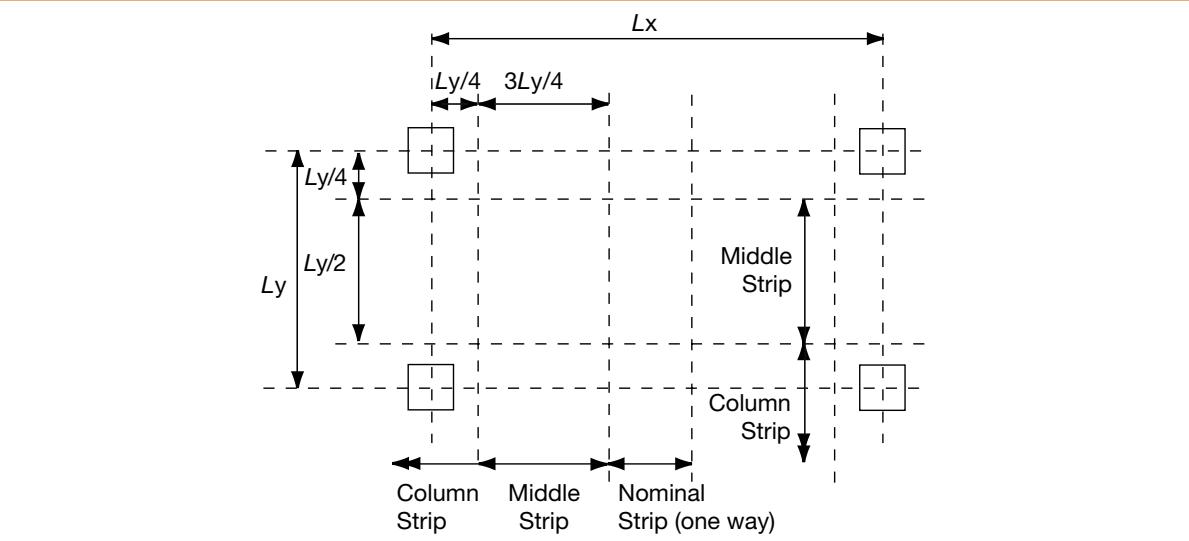 Lx
Ly/4 3Ly/4
Ly/4
Ly/2
Ly
Middle
Strip
Column
Strip
Column
Strip
Middle
Strip
Nominal
Strip (one way)